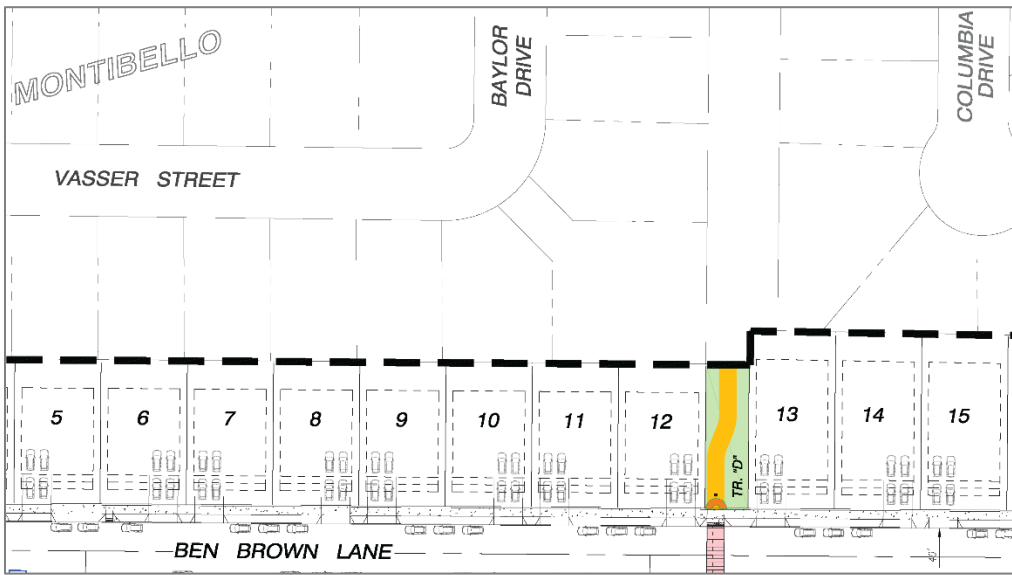 MONTIBELLO
BAYLOR
DRIVE
COLUMBIA
DRIVE
VASSER STREET
5
6
7
8
9
10
11
12
TR. "D"
13
14
15
BEN BROWN LANE
40'